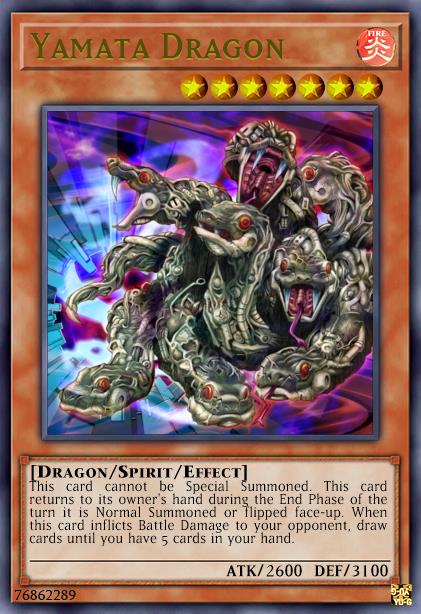 Yamata Dragon
FIRE
炎
[Dragon/Spirit/Effect]
This card cannot be Special Summoned. This card
returns to its owner's hand during the End Phase of the
turn it is Normal Summoned or flipped face-up. When
this card inflicts Battle Damage to your opponent, draw
cards until you have 5 cards in your hand.
ATK/2600 DEF/3100
76862289